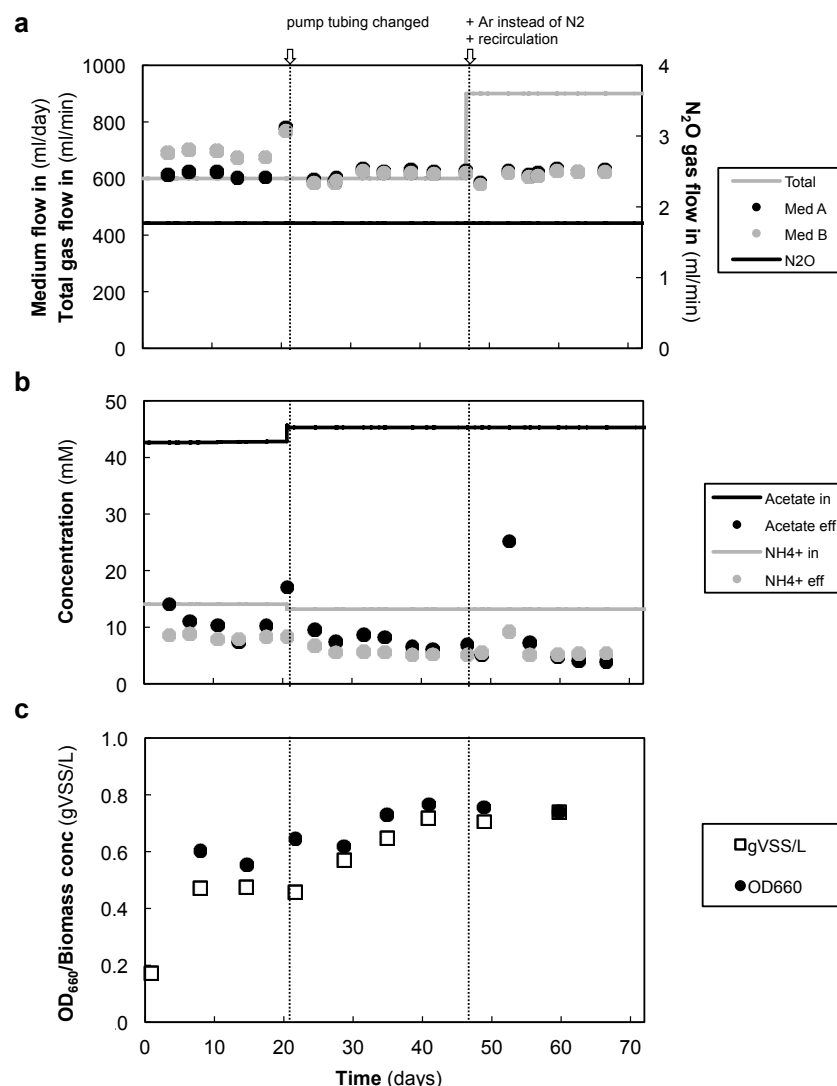 a
pump tubing changed
+ Ar instead of N2
+ recirculation
Medium flow in (ml/day)
Total gas flow in (ml/min)
1000
800
600
400
200
0
4
3
2
1
0
N₂O gas flow in (ml/min)
Total
Med A
Med B
N2O
b
Concentration (mM)
50
40
30
20
10
0
Acetate in
Acetate eff
NH4+ in
NH4+ eff
c
OD₆₆₀/Biomass conc (gVSS/L)
1.0
0.8
0.6
0.4
0.2
0
gVSS/L
OD660
0 10 20 30 40 50 60 70
Time (days)